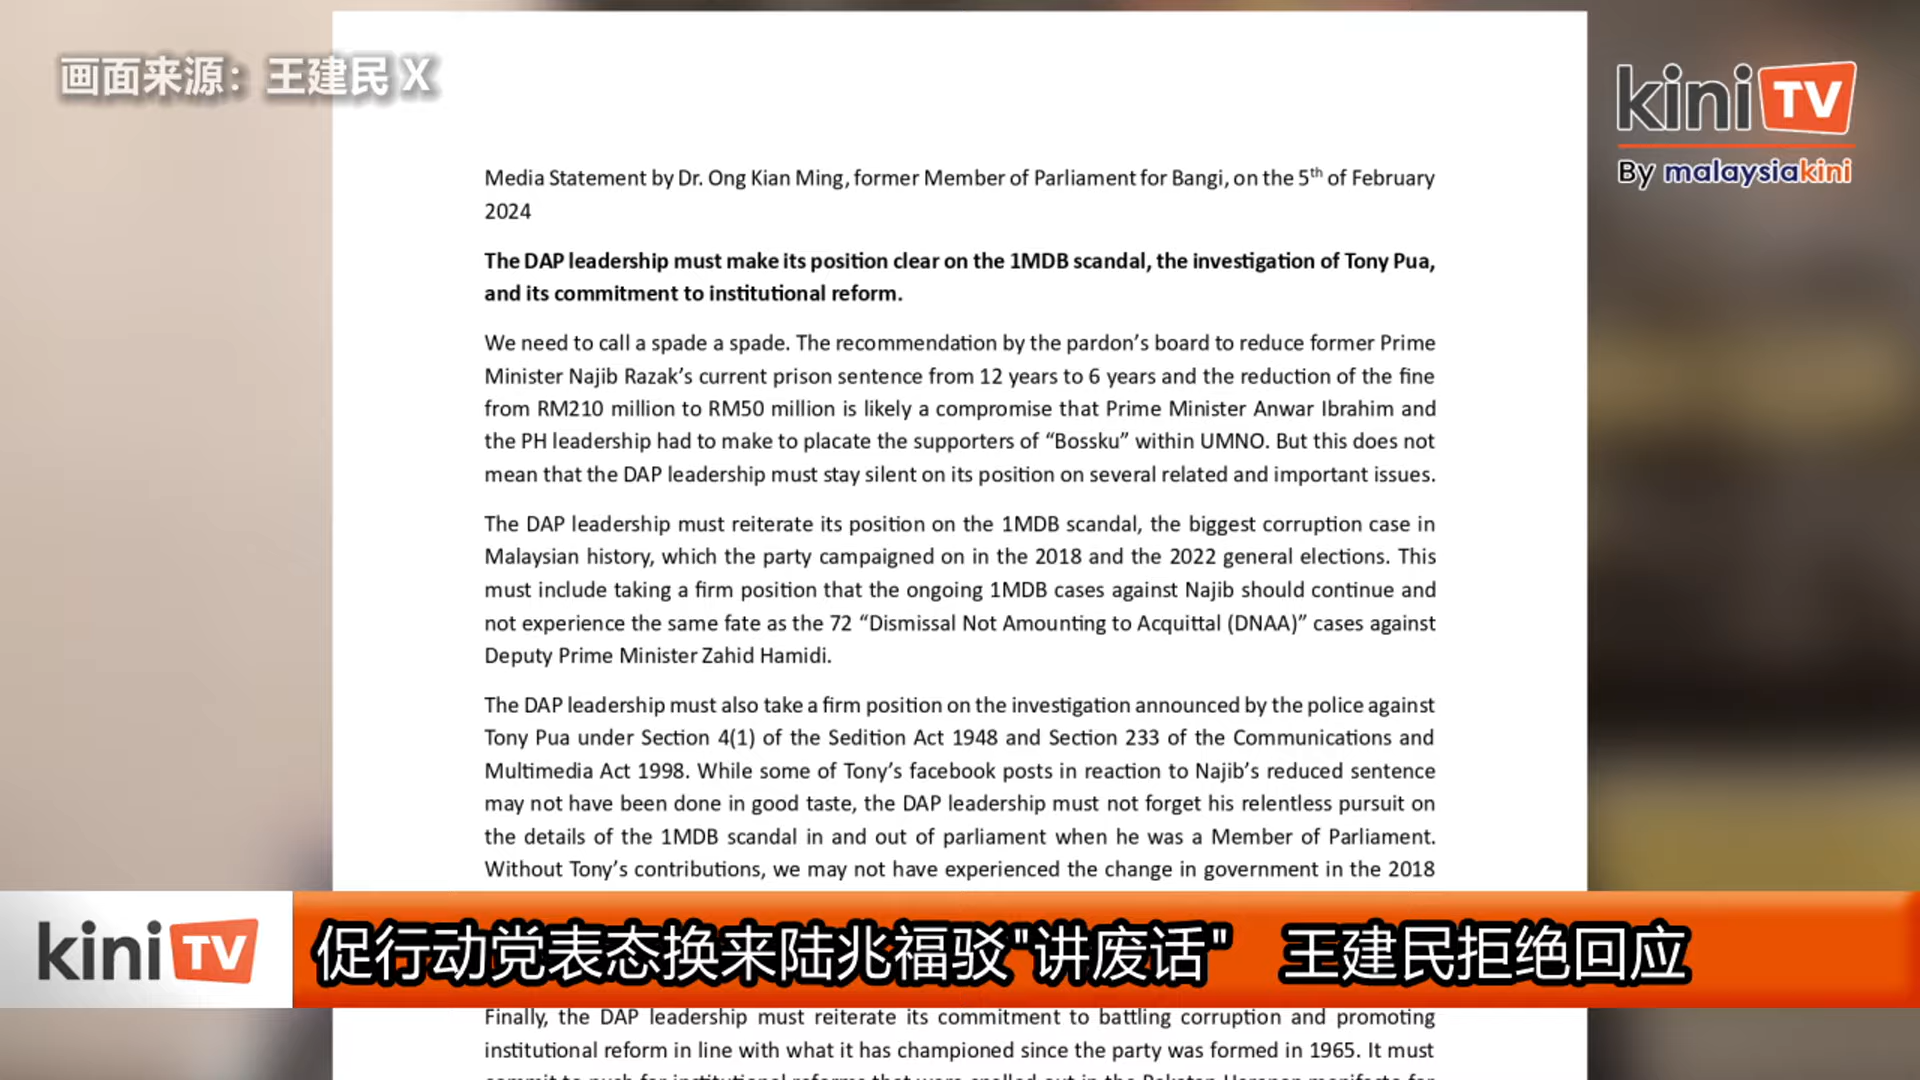 画面来源：王建民 X
kini TV
By malaysiakini
Media Statement by Dr. Ong Kian Ming, former Member of Parliament for Bangi, on the 5th of February
2024
The DAP leadership must make its position clear on the 1MDB scandal, the investigation of Tony Pua,
and its commitment to institutional reform.
We need to call a spade a spade. The recommendation by the pardon’s board to reduce former Prime
Minister Najib Razak’s current prison sentence from 12 years to 6 years and the reduction of the fine
from RM210 million to RM50 million is likely a compromise that Prime Minister Anwar Ibrahim and
the PH leadership had to make to placate the supporters of “Bossku” within UMNO. But this does not
mean that the DAP leadership must stay silent on its position on several related and important issues.
The DAP leadership must reiterate its position on the 1MDB scandal, the biggest corruption case in
Malaysian history, which the party campaigned on in the 2018 and the 2022 general elections. This
must include taking a firm position that the ongoing 1MDB cases against Najib should continue and
not experience the same fate as the 72 “Dismissal Not Amounting to Acquittal (DNAA)” cases against
Deputy Prime Minister Zahid Hamidi.
The DAP leadership must also take a firm position on the investigation announced by the police against
Tony Pua under Section 4(1) of the Sedition Act 1948 and Section 233 of the Communications and
Multimedia Act 1998. While some of Tony’s facebook posts in reaction to Najib’s reduced sentence
may not have been done in good taste, the DAP leadership must not forget his relentless pursuit on
the details of the 1MDB scandal in and out of parliament when he was a Member of Parliament.
Without Tony’s contributions, we may not have experienced the change in government in the 2018
kini TV
促行动党表态换来陆兆福驳"讲废话" 王建民拒绝回应
Finally, the DAP leadership must reiterate its commitment to battling corruption and promoting
institutional reform in line with what it has championed since the party was formed in 1965. It must